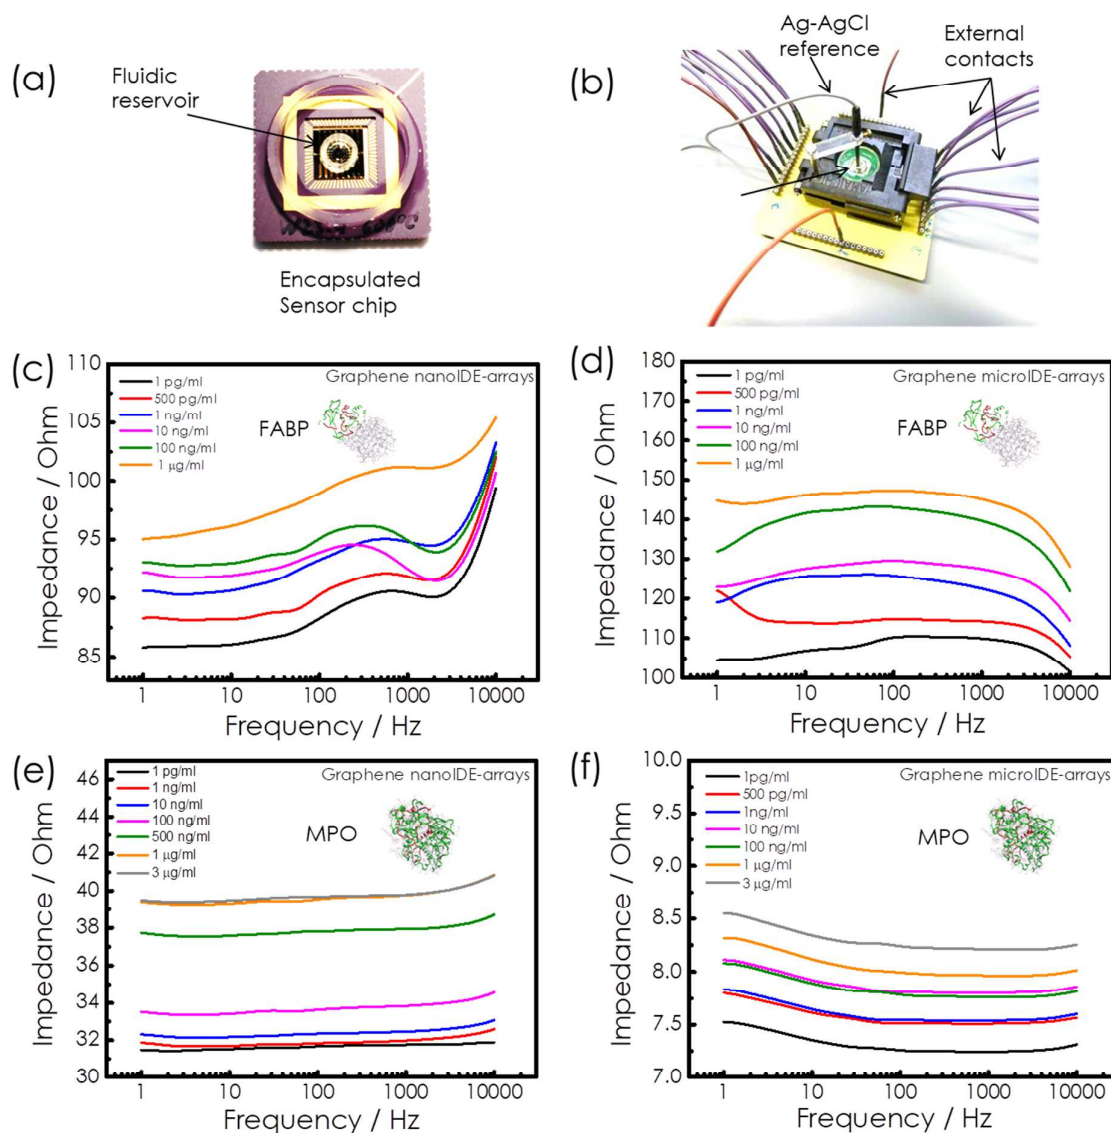 (a)
Fluidic
reservoir
Encapsulated
Sensor chip
(b)
Ag-AgCl
reference
External
contacts
(c)
110
105
100
95
90
85
Impedance / Ohm
1 pg/ml
500 pg/ml
1 ng/ml
10 ng/ml
100 ng/ml
1 µg/ml
Graphene nanoIDE-arrays
FABP
1 10 100 1000 10000
Frequency / Hz
(d)
180
170
160
150
140
130
120
110
100
Impedance / Ohm
1 pg/ml
500 pg/ml
1 ng/ml
10 ng/ml
100 ng/ml
1 µg/ml
Graphene microIDE-arrays
FABP
1 10 100 1000 10000
Frequency / Hz
(e)
46
44
42
40
38
36
34
32
30
Impedance / Ohm
1 pg/ml
1 ng/ml
10 ng/ml
100 ng/ml
500 ng/ml
1 µg/ml
3 µg/ml
Graphene nanoIDE-arrays
MPO
1 10 100 1000 10000
Frequency / Hz
(f)
10.0
9.5
9.0
8.5
8.0
7.5
7.0
Impedance / Ohm
1pg/ml
500 pg/ml
1ng/ml
10 ng/ml
100 ng/ml
1 µg/ml
3 µg/ml
Graphene microIDE-arrays
MPO
1 10 100 1000 10000
Frequency / Hz